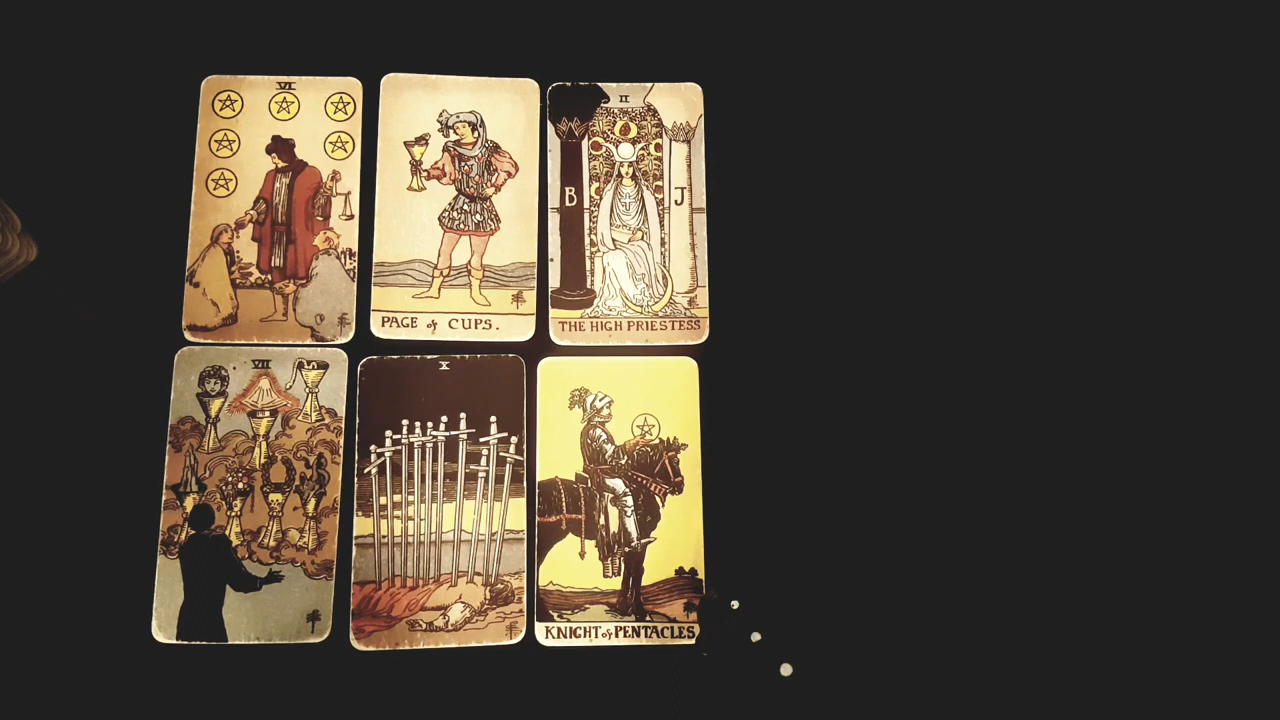 VI
PAGE of CUPS.
II
B J
THE HIGH PRIESTESS
VII
X
KNIGHT of PENTACLES